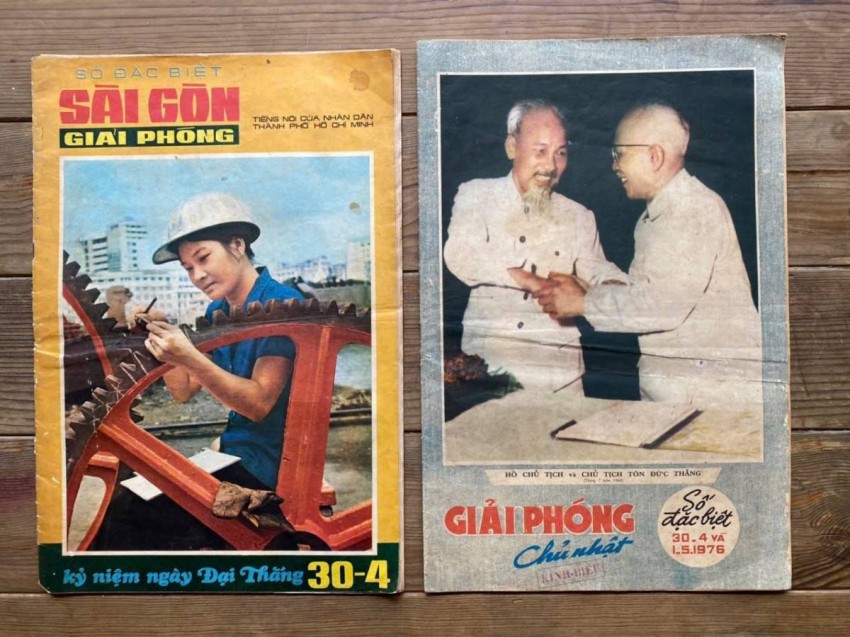 SỐ ĐẶC BIỆT
SÀI GÒN
GIẢI PHÓNG
TIẾNG NÓI CỦA NHÂN DÂN
THÀNH PHỐ HỒ CHÍ MINH
kỷ niệm ngày Đại Thắng 30-4
HỒ CHỦ TỊCH và CHỦ TỊCH TÔN ĐỨC THẮNG
GIẢI PHÓNG
Chủ nhật
KÍNH BIẾU
Số
đặc biệt
30.4 VÀ
1.5.1976